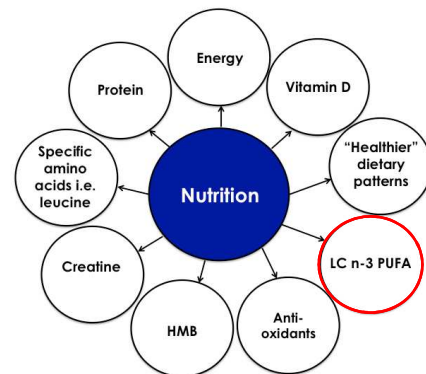 Energy
Protein
Vitamin D
Specific
amino
acids i.e.
leucine
"Healthier"
dietary
patterns
Nutrition
Creatine
LC n-3 PUFA
HMB
Anti-
oxidants